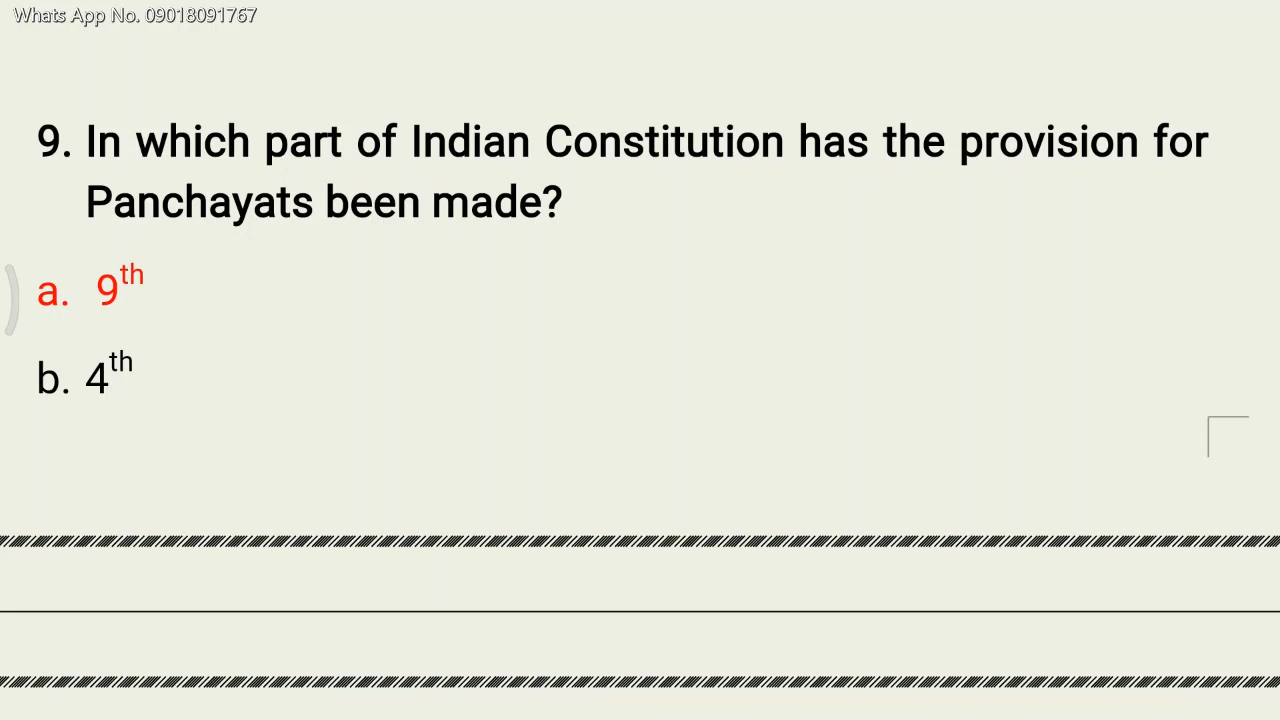 Whats App No. 09018091767
9. In which part of Indian Constitution has the provision for
Panchayats been made?
a. 9th
b. 4th